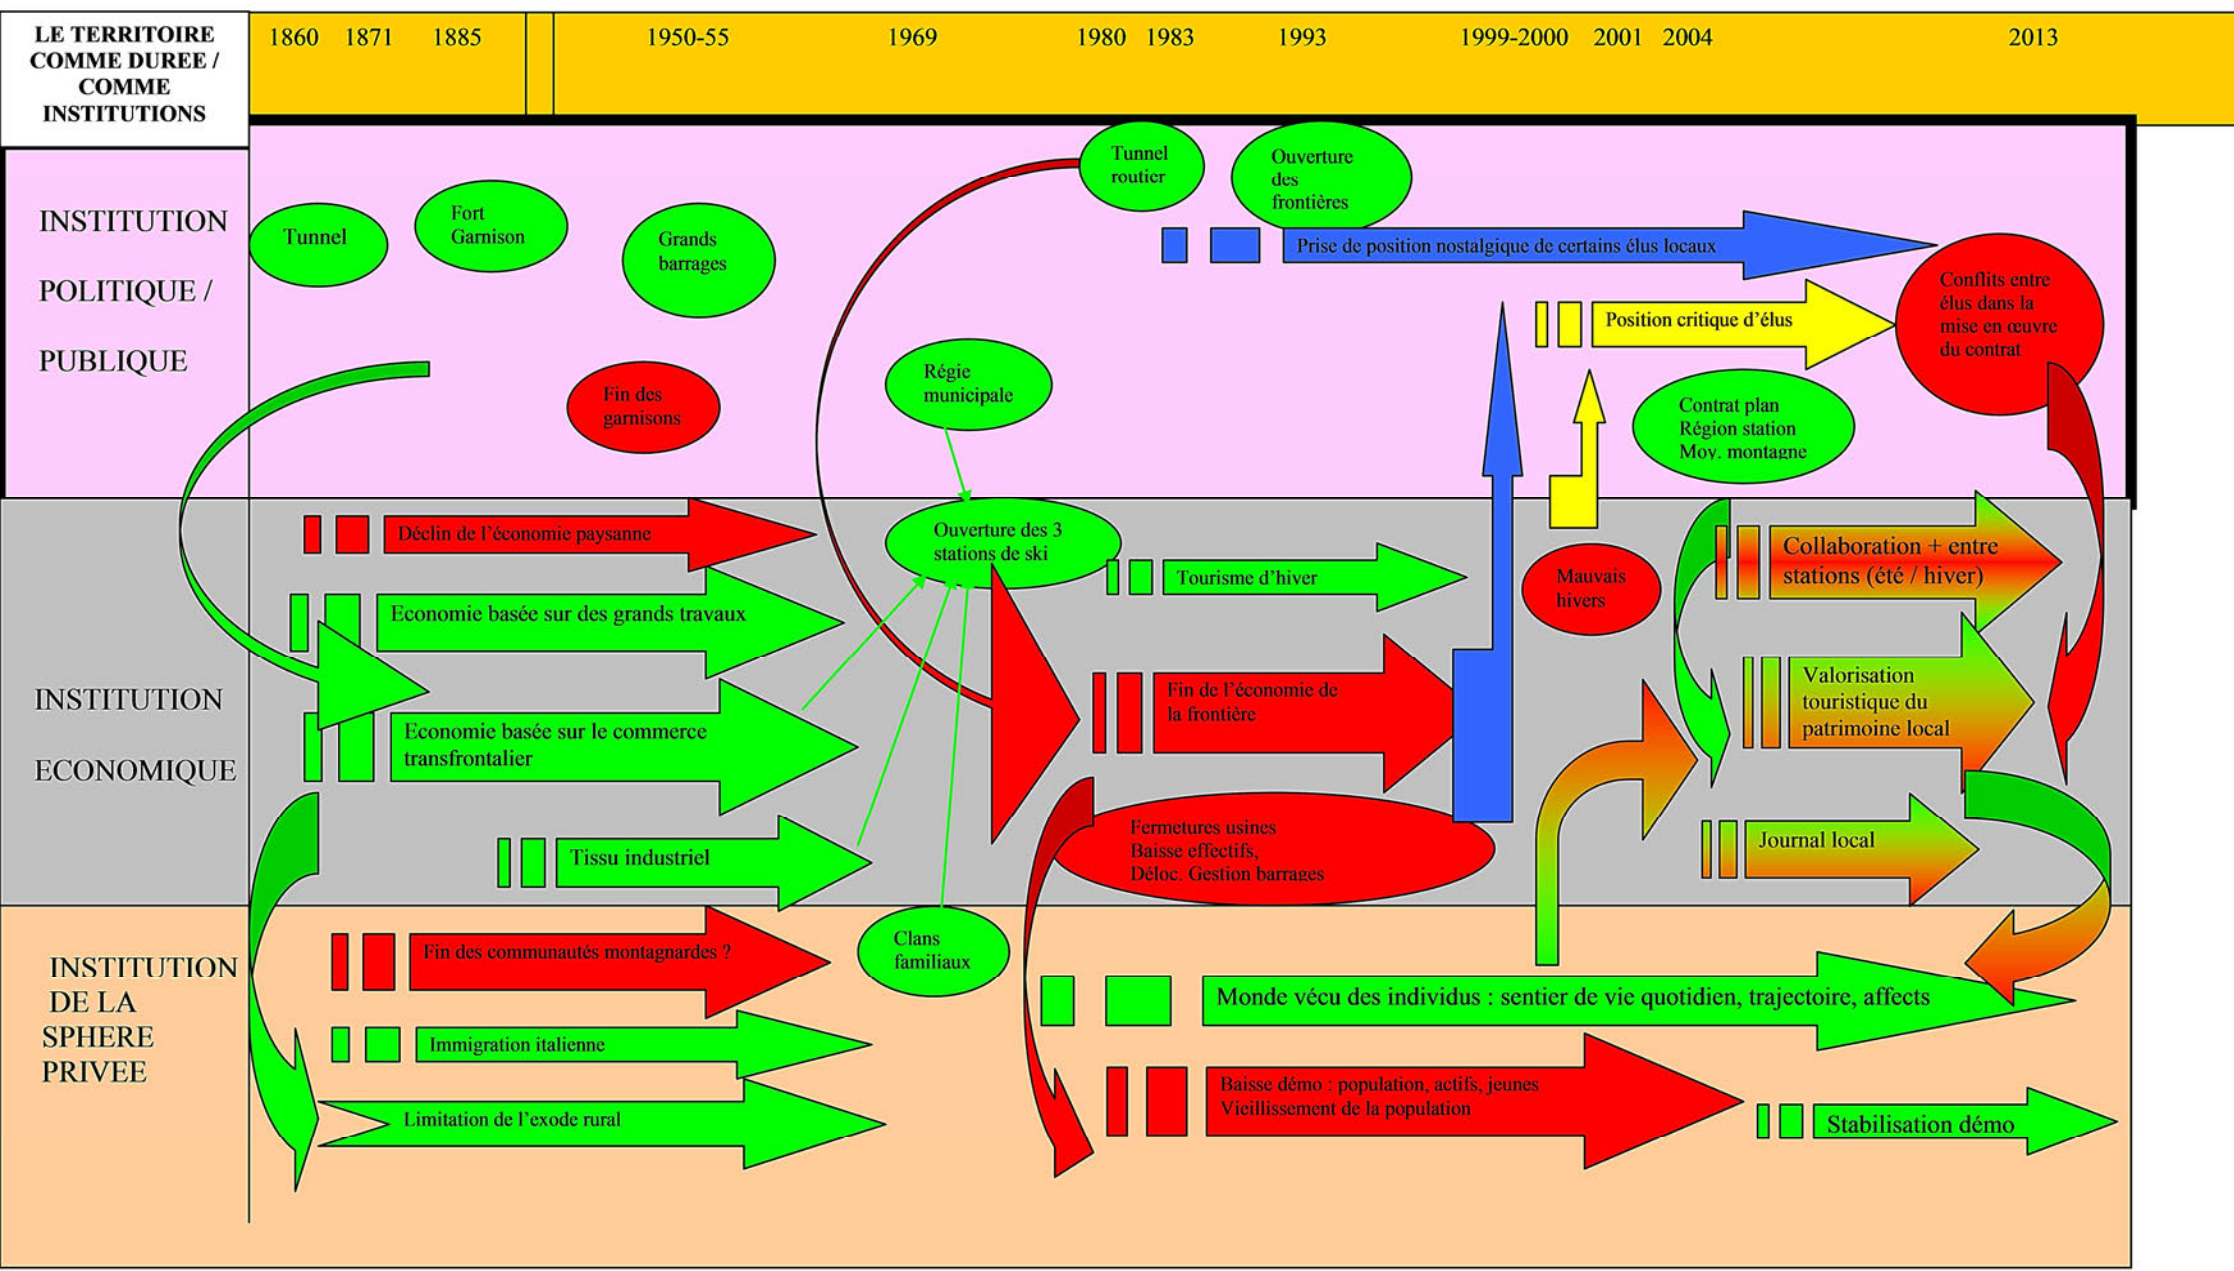 LE TERRITOIRE
COMME DUREE /
COMME
INSTITUTIONS
1860 1871 1885 1950-55 1969 1980 1983 1993 1999-2000 2001 2004 2013
INSTITUTION
POLITIQUE /
PUBLIQUE
Tunnel
Fort
Garnison
Grands
barrages
Fin des
garnisons
Régie
municipale
Tunnel
routier
Ouverture
des
frontières
Prise de position nostalgique de certains élus locaux
Position critique d’élus
Contrat plan
Région station
Moy. montagne
Conflits entre
élus dans la
mise en œuvre
du contrat
INSTITUTION
ECONOMIQUE
Déclin de l’économie paysanne
Economie basée sur des grands travaux
Economie basée sur le commerce
transfrontalier
Tissu industriel
Ouverture des 3
stations de ski
Tourisme d’hiver
Fin de l’économie de
la frontière
Fermetures usines
Baisse effectifs,
Déloc. Gestion barrages
Mauvais
hivers
Collaboration + entre
stations (été / hiver)
Valorisation
touristique du
patrimoine local
Journal local
INSTITUTION
DE LA
SPHERE
PRIVEE
Fin des communautés montagnardes ?
Immigration italienne
Limitation de l’exode rural
Clans
familiaux
Monde vécu des individus : sentier de vie quotidien, trajectoire, affects
Baisse démo : population, actifs, jeunes
Vieillissement de la population
Stabilisation démo